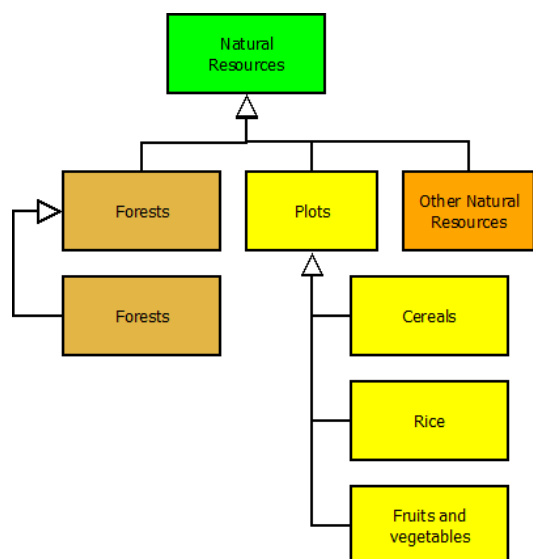 Natural
Resources
Forests
Plots
Other Natural
Resources
Forests
Cereals
Rice
Fruits and
vegetables